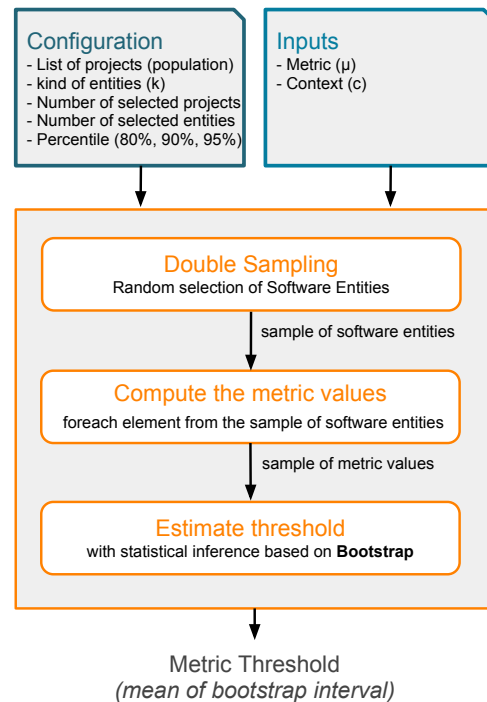 Configuration
- List of projects (population)
- kind of entities (k)
- Number of selected projects
- Number of selected entities
- Percentile (80%, 90%, 95%)
Inputs
- Metric (μ)
- Context (c)
Double Sampling
Random selection of Software Entities
sample of software entities
Compute the metric values
foreach element from the sample of software entities
sample of metric values
Estimate threshold
with statistical inference based on Bootstrap
Metric Threshold
(mean of bootstrap interval)